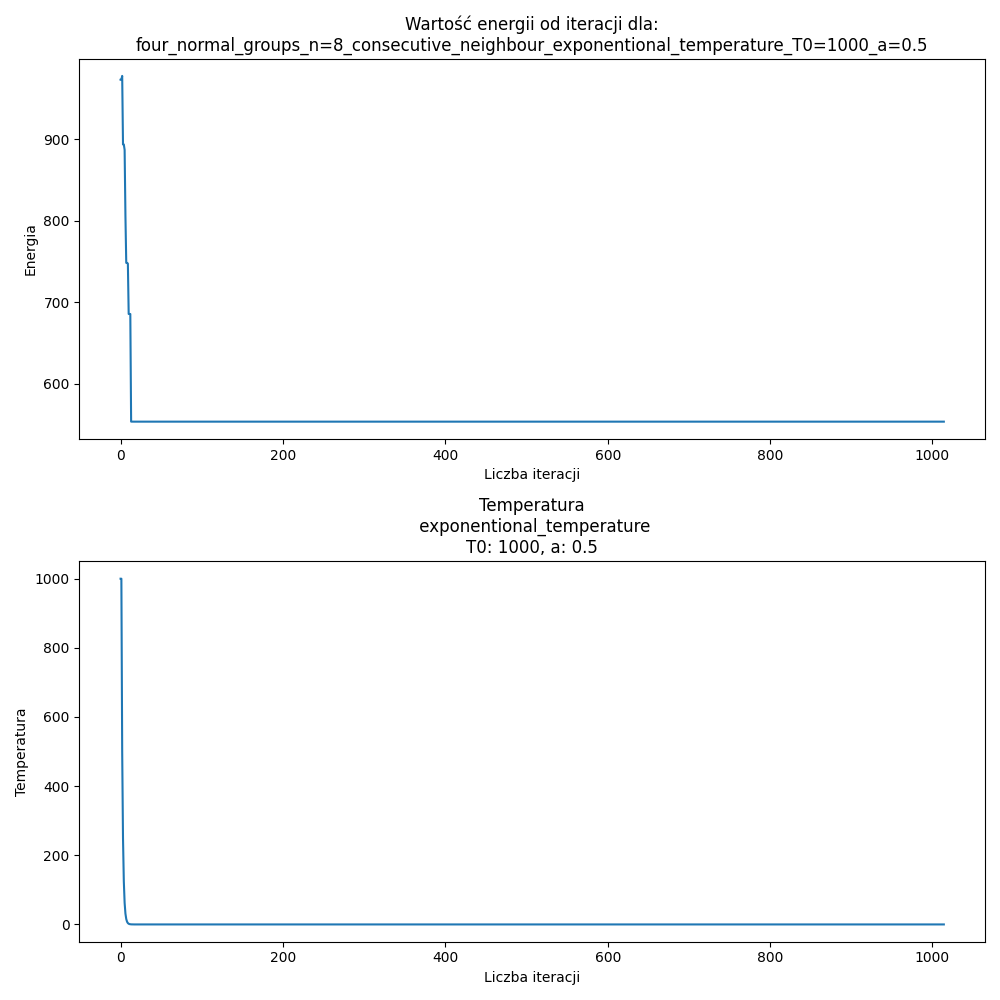 Wartość energii od iteracji dla:
four_normal_groups_n=8_consecutive_neighbour_exponentional_temperature_T0=1000_a=0.5
900
800
700
600
Energia
0 200 400 600 800 1000
Liczba iteracji
Temperatura
exponentional_temperature
T0: 1000, a: 0.5
1000
800
600
400
200
0
Temperatura
0 200 400 600 800 1000
Liczba iteracji